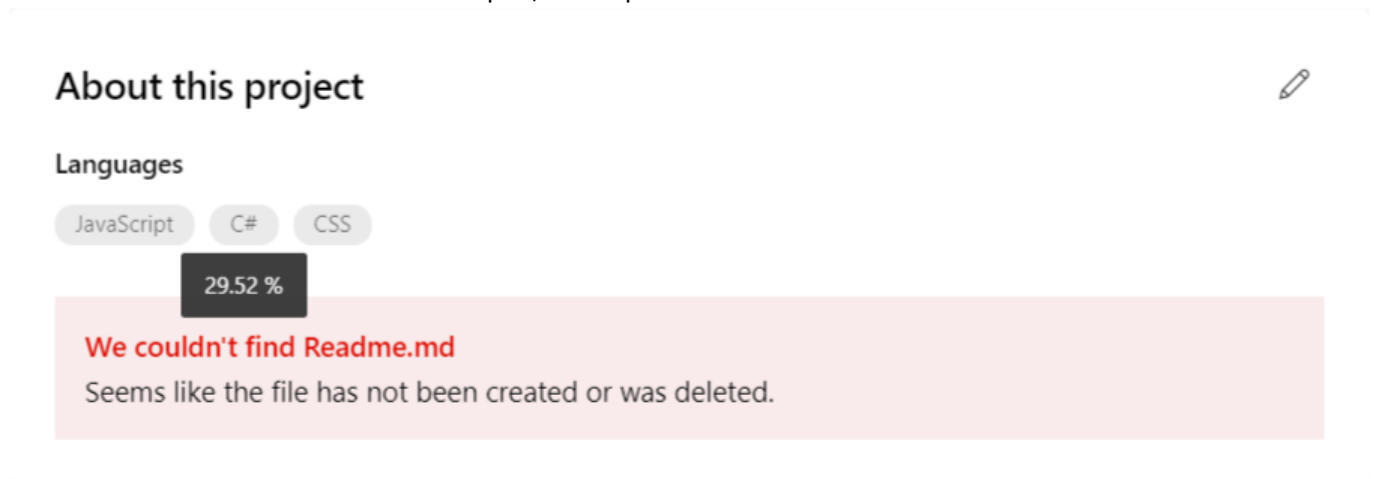 About this project
Languages
JavaScript C# CSS
29.52 %
We couldn't find Readme.md
Seems like the file has not been created or was deleted.